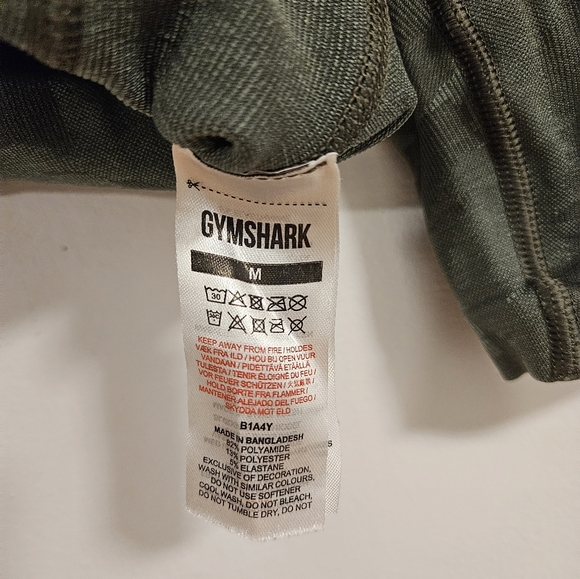 GYMSHARK
M
30
KEEP AWAY FROM FIRE / HOLDES
VÆK FRA ILD / HOU BIJ OPEN VUUR
VANDAAN / PIDETTÄVÄ ETÄÄLLÄ
TULESTA / TENIR ÉLOIGNÉ DU FEU /
VOR FEUER SCHÜTZEN /
HOLD BORTE FRA FLAMMER /
MANTENER ALEJADO DEL FUEGO /
SKYDDA MOT ELD
B1A4Y
MADE IN BANGLADESH
POLYAMIDE
POLYESTER
ELASTANE
EXCLUSIVE OF DECORATION,
WASH WITH SIMILAR COLOURS,
DO NOT USE SOFTENER
COOL WASH, DO NOT BLEACH,
DO NOT TUMBLE DRY, DO NOT